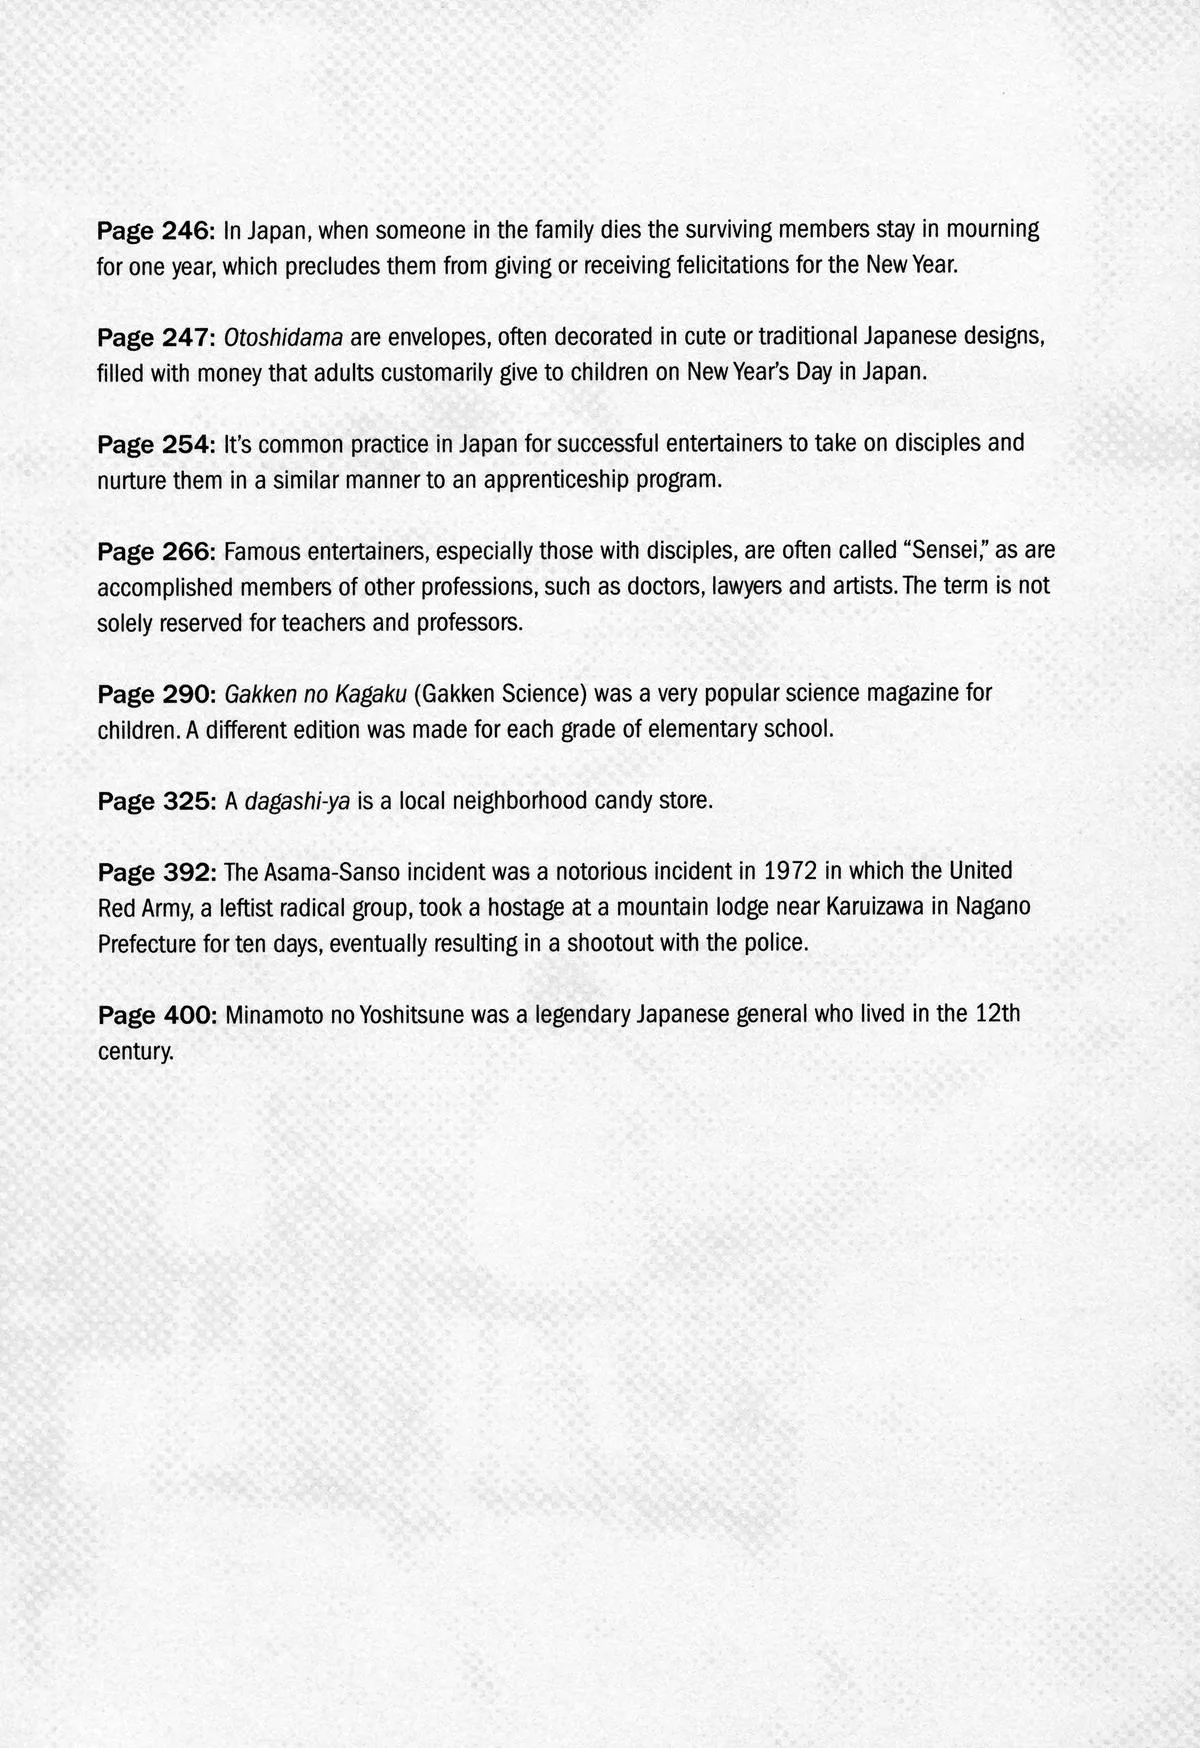 Page 246: In Japan, when someone in the family dies the surviving members stay in mourning
for one year, which precludes them from giving or receiving felicitations for the New Year.
Page 247: Otoshidama are envelopes, often decorated in cute or traditional Japanese designs,
filled with money that adults customarily give to children on New Year’s Day in Japan.
Page 254: It’s common practice in Japan for successful entertainers to take on disciples and
nurture them in a similar manner to an apprenticeship program.
Page 266: Famous entertainers, especially those with disciples, are often called “Sensei,” as are
accomplished members of other professions, such as doctors, lawyers and artists. The term is not
solely reserved for teachers and professors.
Page 290: Gakken no Kagaku (Gakken Science) was a very popular science magazine for
children. A different edition was made for each grade of elementary school.
Page 325: A dagashi-ya is a local neighborhood candy store.
Page 392: The Asama-Sanso incident was a notorious incident in 1972 in which the United
Red Army, a leftist radical group, took a hostage at a mountain lodge near Karuizawa in Nagano
Prefecture for ten days, eventually resulting in a shootout with the police.
Page 400: Minamoto no Yoshitsune was a legendary Japanese general who lived in the 12th
century.